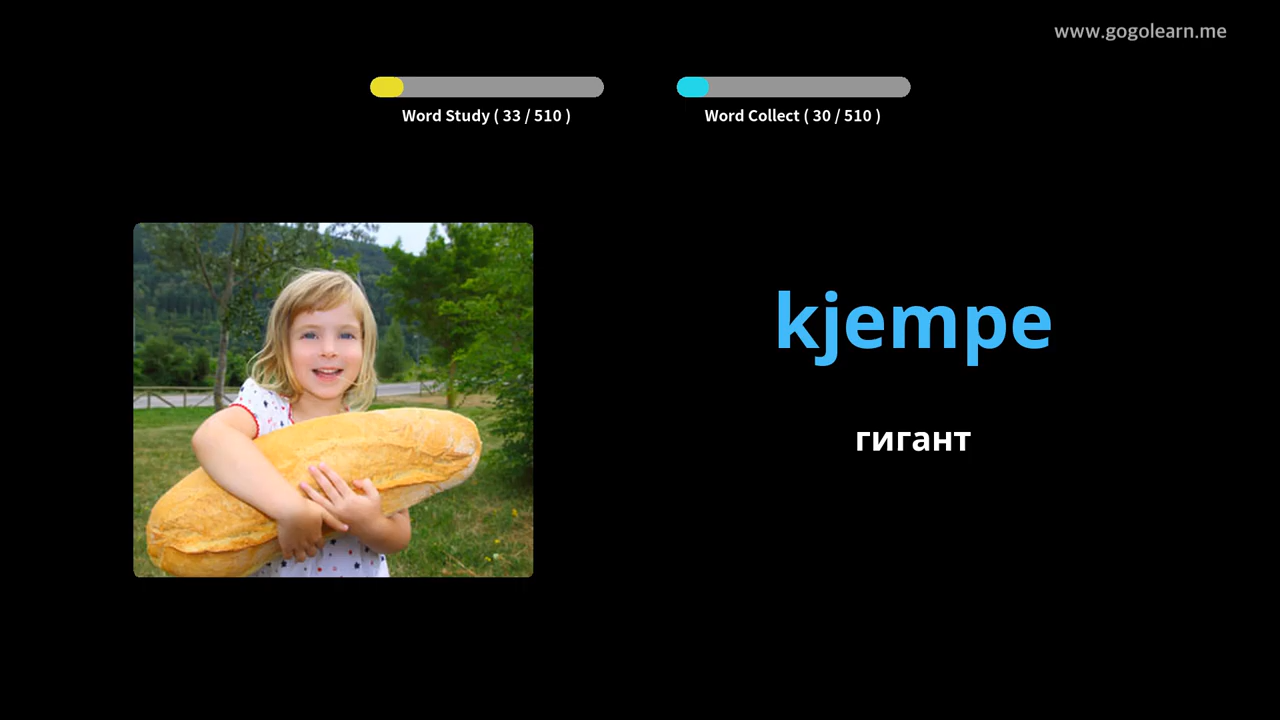 www.gogolearn.me
Word Study ( 33 / 510 )
Word Collect ( 30 / 510 )
kjempe
гигант